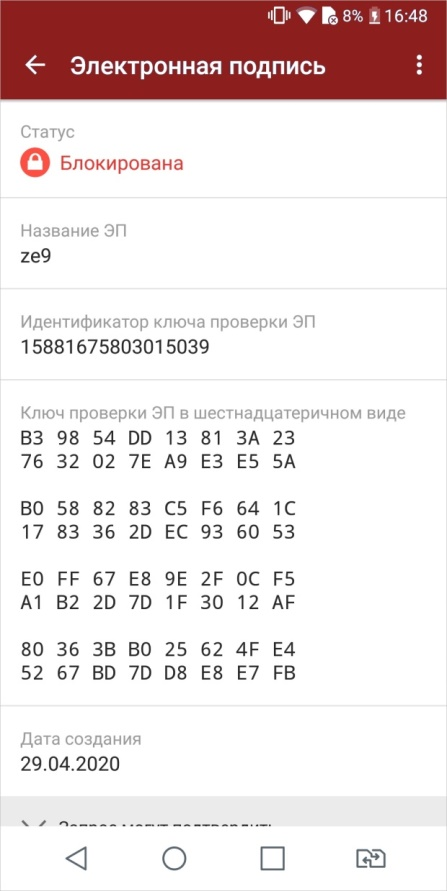 8% 16:48
Электронная подпись
Статус
Блокирована
Название ЭП
ze9
Идентификатор ключа проверки ЭП
15881675803015039
Ключ проверки ЭП в шестнадцатеричном виде
B3 98 54 DD 13 81 3A 23
76 32 02 7E A9 E3 E5 5A
B0 58 82 83 C5 F6 64 1C
17 83 36 2D EC 93 60 53
E0 FF 67 E8 9E 2F 0C F5
A1 B2 2D 7D 1F 30 12 AF
80 36 3B B0 25 62 4F E4
52 67 BD 7D D8 E8 E7 FB
Дата создания
29.04.2020
Запрос могут подтвердить